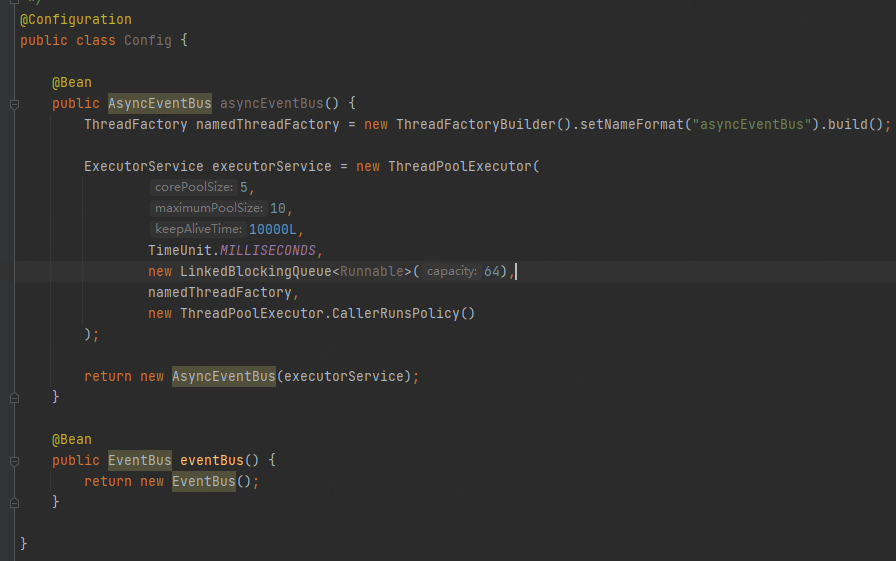 */
@Configuration
public class Config {
@Bean
public AsyncEventBus asyncEventBus() {
ThreadFactory namedThreadFactory = new ThreadFactoryBuilder().setNameFormat("asyncEventBus").build();
ExecutorService executorService = new ThreadPoolExecutor(
corePoolSize: 5,
maximumPoolSize: 10,
keepAliveTime: 10000L,
TimeUnit.MILLISECONDS,
new LinkedBlockingQueue<Runnable>( capacity: 64),
namedThreadFactory,
new ThreadPoolExecutor.CallerRunsPolicy()
);
return new AsyncEventBus(executorService);
}
@Bean
public EventBus eventBus() {
return new EventBus();
}
}